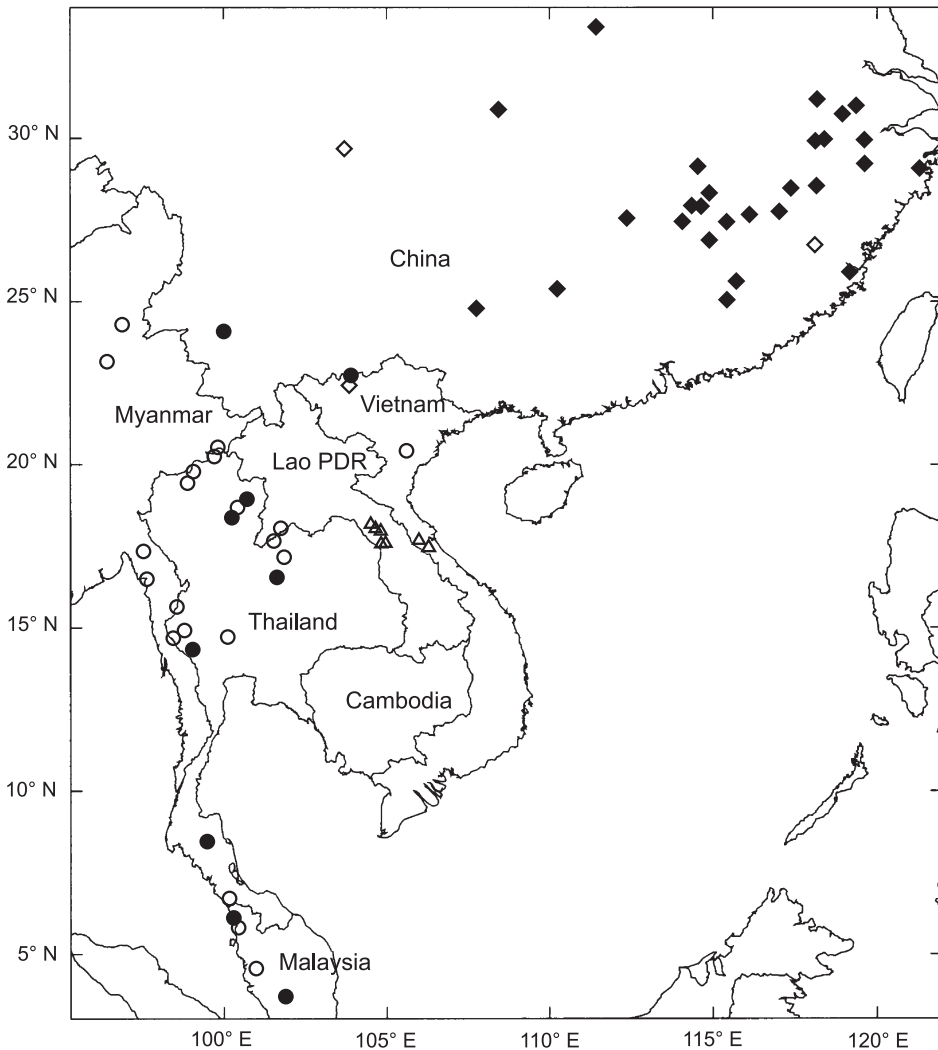 30° N
China
25° N
Myanmar
Vietnam
20° N
Lao PDR
15° N
Thailand
Cambodia
10° N
5° N
Malaysia
100° E
105° E
110° E
115° E
120° E